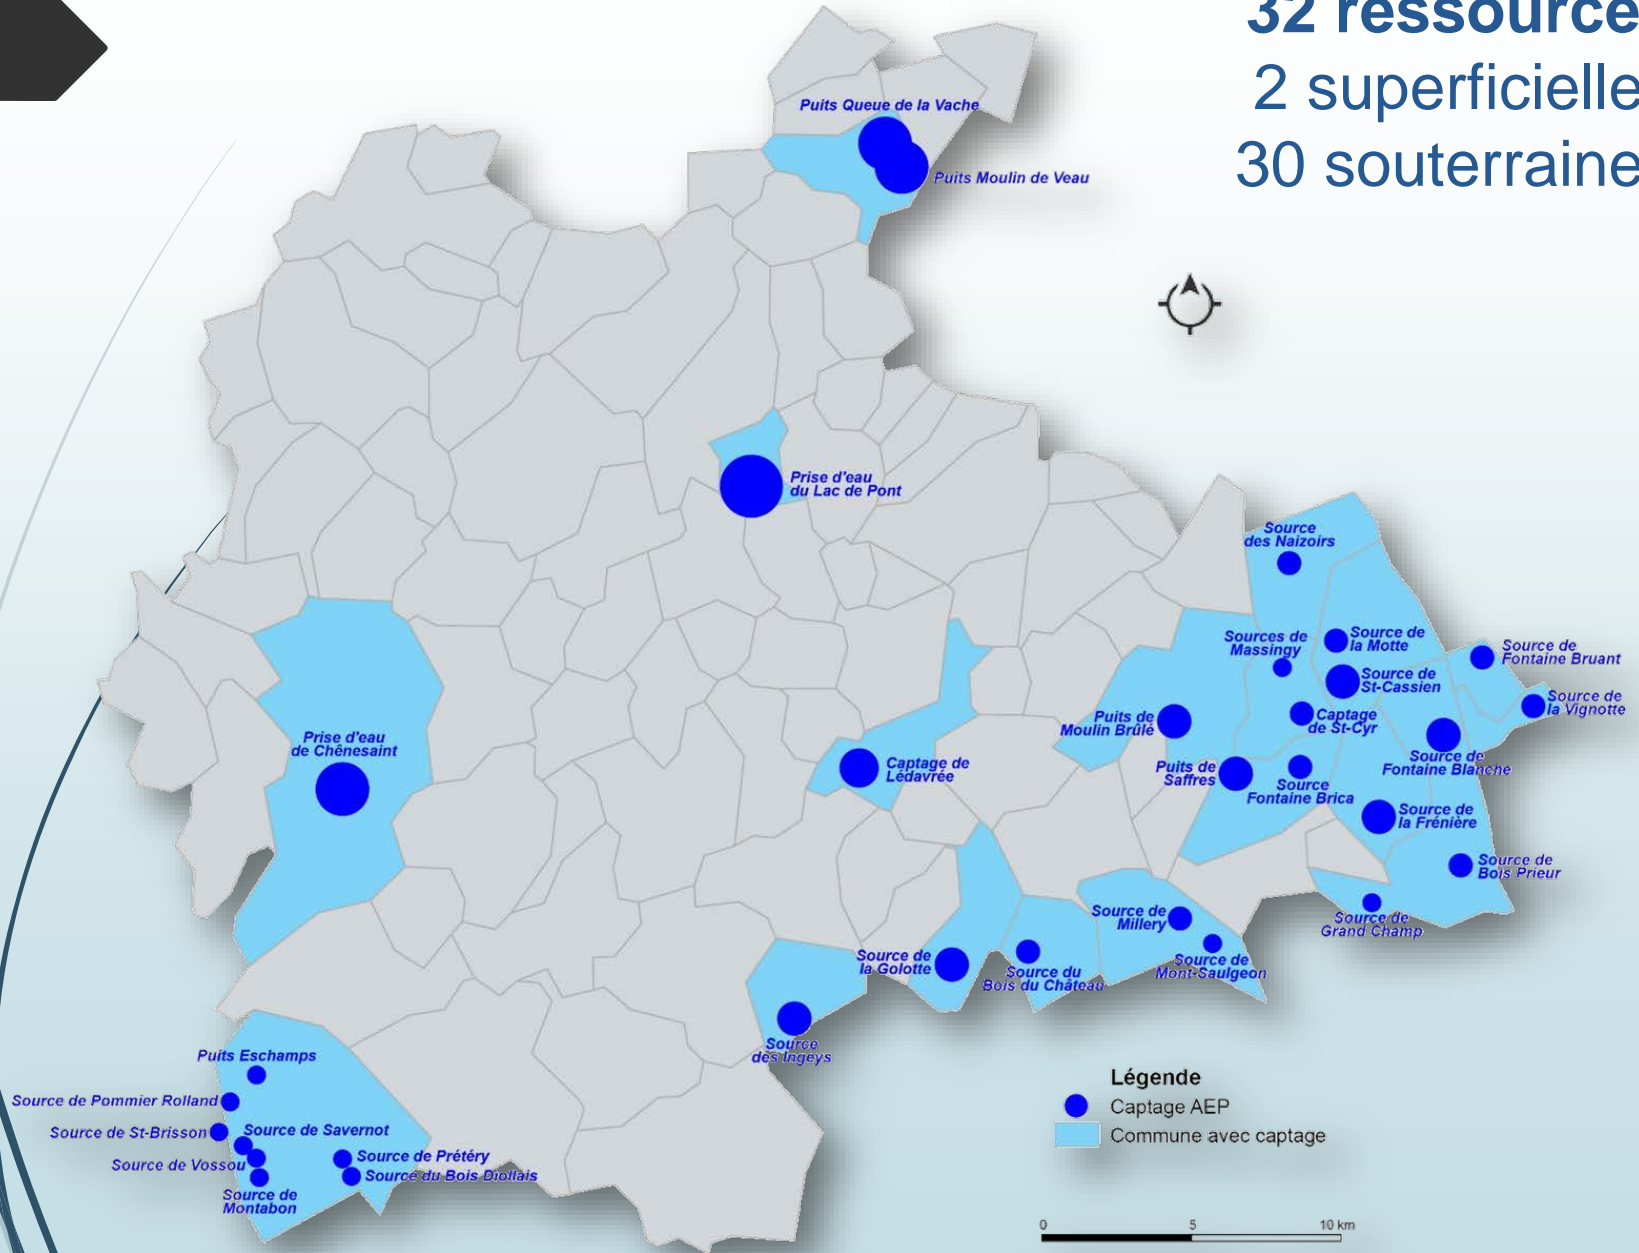 32 ressource
2 superficielle
30 souterraine
Puits Queue de la Vache
Puits Moulin de Veau
Prise d'eau
du Lac de Pont
Source
des Naizoirs
Sources de
Massingy
Source de
la Motte
Source de
Fontaine Bruant
Source de
St-Cassien
Source de
la Vignotte
Puits de
Moulin Brûlé
Captage
de St-Cyr
Prise d'eau
de Chênesaint
Captage de
Lédavrée
Puits de
Saffres
Source de
Fontaine Blanche
Source
Fontaine Brica
Source de
la Frénière
Source de
Bois Prieur
Source de
Grand Champ
Source de
Millery
Source de
Mont-Saulgeon
Source de
la Golotte
Source du
Bois du Château
Source
des Ingeys
Puits Eschamps
Source de Pommier Rolland
Source de St-Brisson
Source de Savernot
Source de Vossou
Source de Prétéry
Source du Bois Diollais
Source de
Montabon
Légende
Captage AEP
Commune avec captage
0 5 10 km